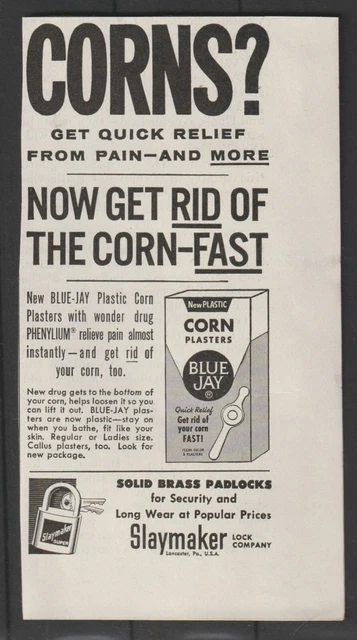 CORNS?
GET QUICK RELIEF
FROM PAIN—AND MORE
NOW GET RID OF
THE CORN–FAST
New BLUE-JAY Plastic Corn
Plasters with wonder drug
PHENYLIUM® relieve pain almost
instantly—and get rid of
your corn, too.
New drug gets to the bottom of
your corn, helps loosen it so you
can lift it out. BLUE-JAY plas-
ters are now plastic—stay on
when you bathe, fit like your
skin. Regular or Ladies size.
Callus plasters, too. Look for
new package.
New PLASTIC
CORN
PLASTERS
BLUE
JAY
®
Quick Relief
Get rid of
your corn
FAST!
SOLID BRASS PADLOCKS
for Security and
Long Wear at Popular Prices
Slaymaker LOCK
COMPANY
Lancaster, Pa., U.S.A.
Slaymaker
SUPER